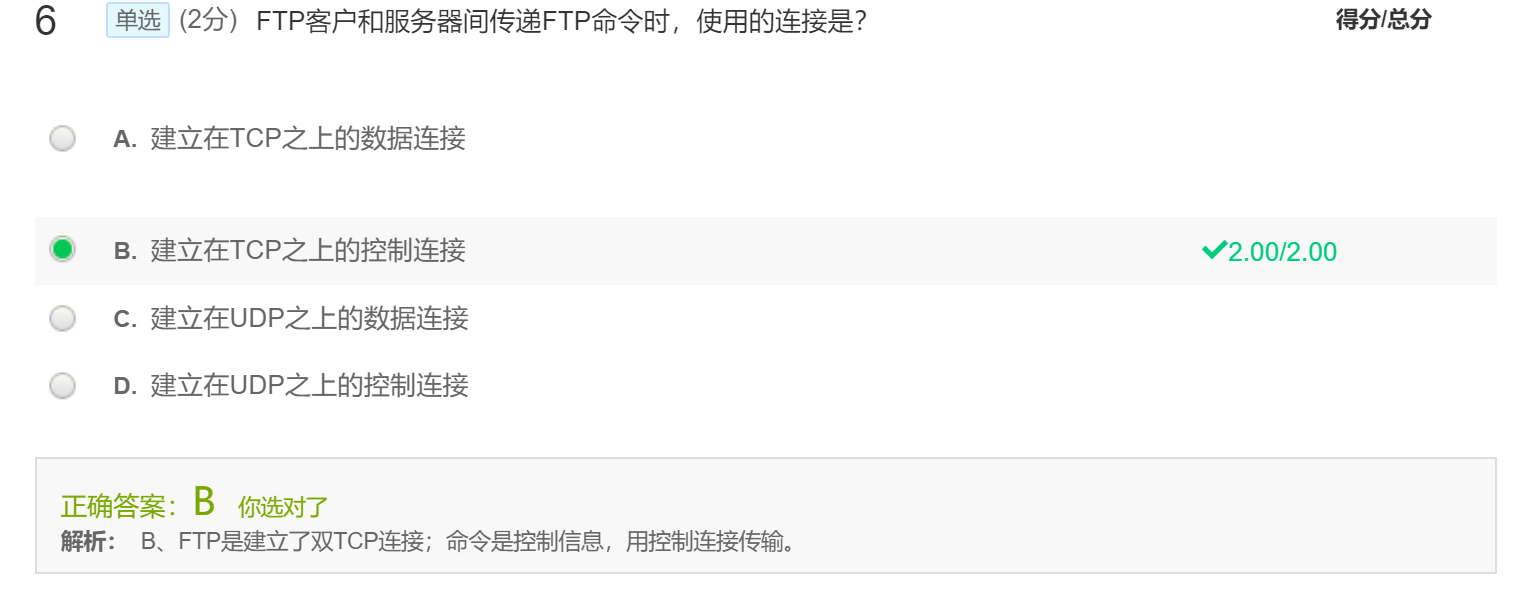 6 单选 (2分) FTP客户和服务器间传递FTP命令时，使用的连接是? 得分/总分
A. 建立在TCP之上的数据连接
B. 建立在TCP之上的控制连接 2.00/2.00
C. 建立在UDP之上的数据连接
D. 建立在UDP之上的控制连接
正确答案：B 你选对了
解析： B、FTP是建立了双TCP连接；命令是控制信息，用控制连接传输。